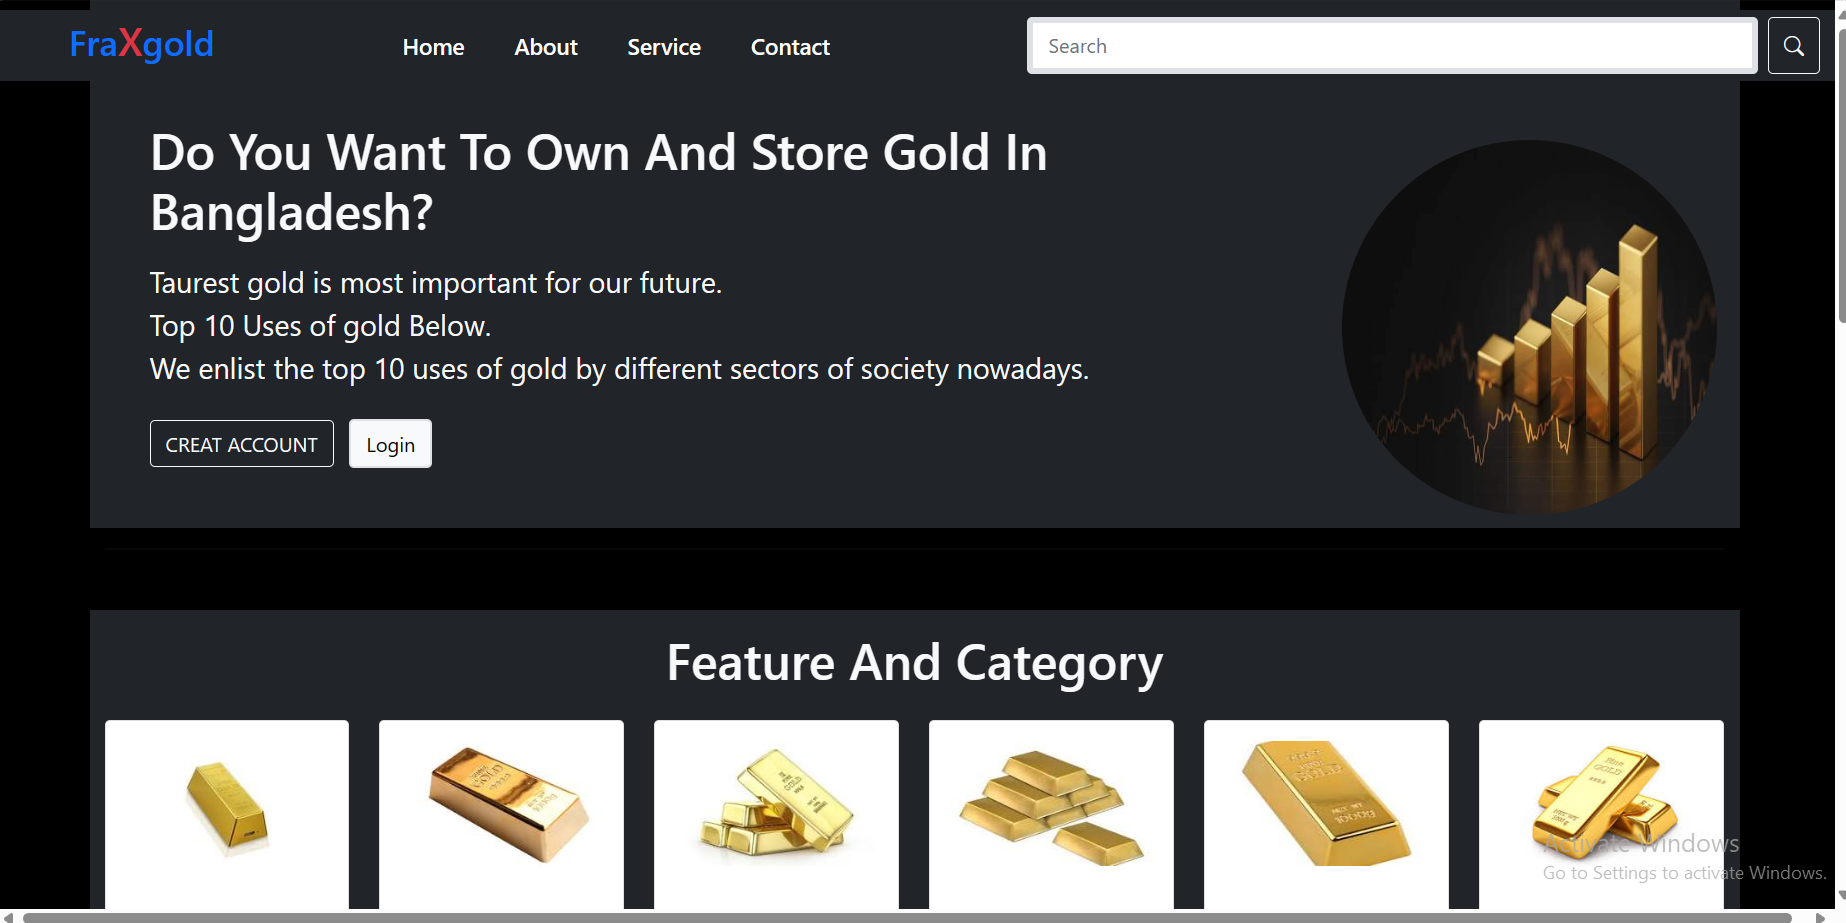 FraXgold
Home About Service Contact
Search
Do You Want To Own And Store Gold In
Bangladesh?
Taurest gold is most important for our future.
Top 10 Uses of gold Below.
We enlist the top 10 uses of gold by different sectors of society nowadays.
CREAT ACCOUNT Login
Feature And Category
Activate Windows
Go to Settings to activate Windows.